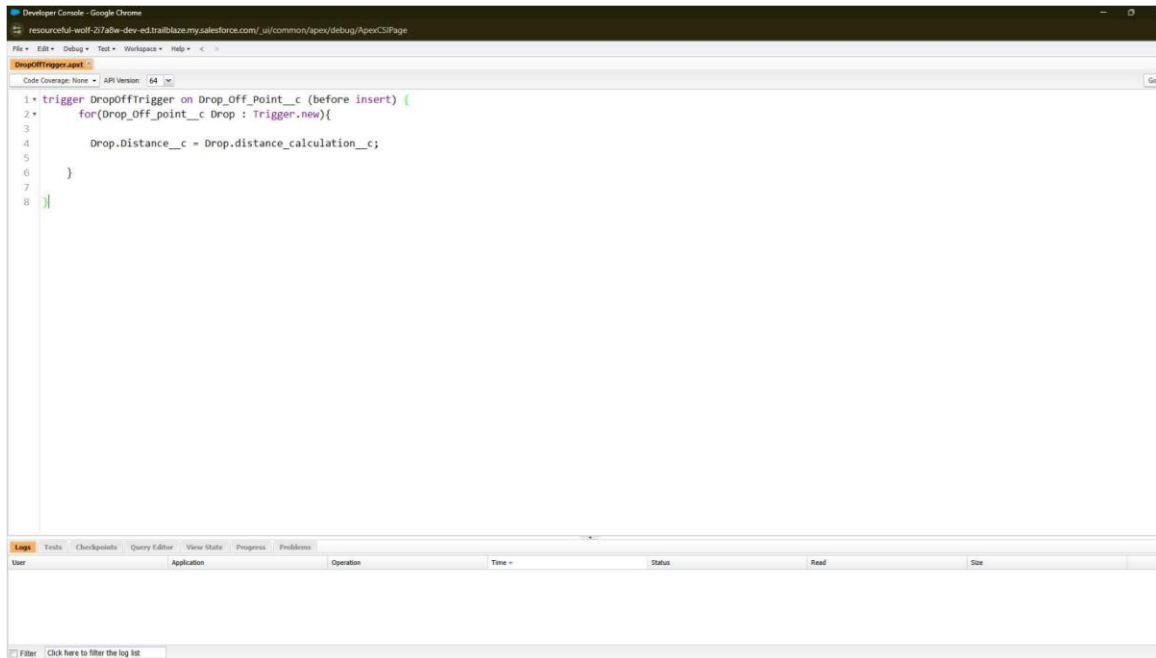 Developer Console - Google Chrome
resourceful-wolf-2i7a8w-dev-ed.trailblaze.my.salesforce.com/_ui/common/apex/debug/ApexCSIPage
File Edit Debug Test Workspace Help < >
DropOffTrigger.apxt
Code Coverage: None API Version: 64 Go
1 trigger DropOffTrigger on Drop_Off_Point__c (before insert) {
2 for(Drop_Off_point__c Drop : Trigger.new){
3
4 Drop.Distance__c = Drop.distance_calculation__c;
5
6 }
7
8 }
Logs Tests Checkpoints Query Editor View State Progress Problems
User Application Operation Time Status Read Size
Filter Click here to filter the log list